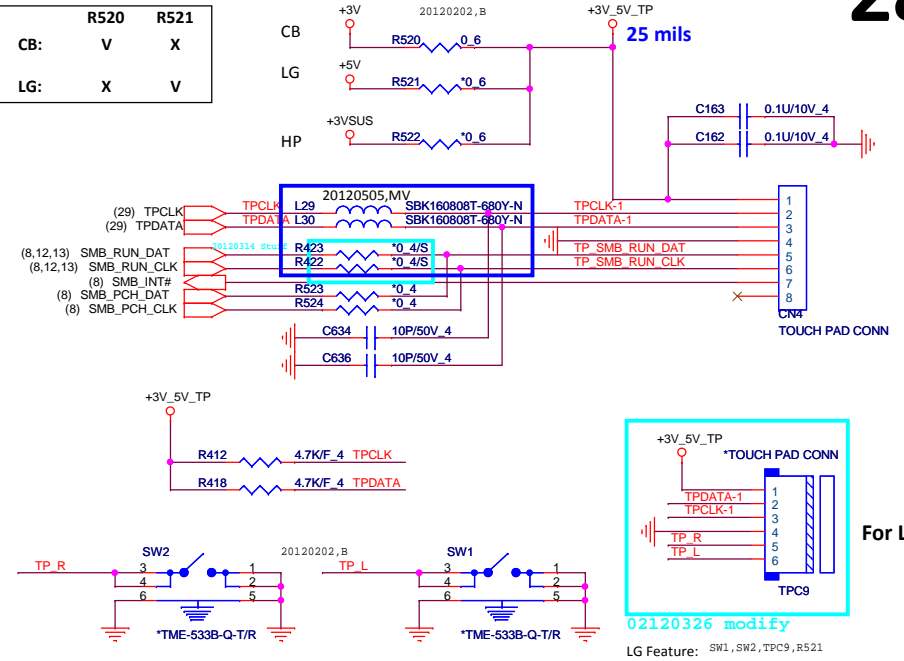 R520 R521
CB: V X
LG: X V
CB
LG
HP
+3V
20120202,B
+3V_5V_TP
25 mils
R520 0_6
+5V
R521 *0_6
+3VSUS
R522 *0_6
C163 0.1U/10V_4
C162 0.1U/10V_4
20120505,MV
(29) TPCLK TPCLK L29 SBK160808T-680Y-N TPCLK-1
(29) TPDATA TPDATA L30 SBK160808T-680Y-N TPDATA-1
20120314 Stuff
(8,12,13) SMB_RUN_DAT R423 *0_4/S TP_SMB_RUN_DAT
(8,12,13) SMB_RUN_CLK R422 *0_4/S TP_SMB_RUN_CLK
(8) SMB_INT#
(8) SMB_PCH_DAT R523 *0_4
(8) SMB_PCH_CLK R524 *0_4
1
2
3
4
5
6
7
8
CN4
TOUCH PAD CONN
C634 10P/50V_4
C636 10P/50V_4
+3V_5V_TP
R412 4.7K/F_4 TPCLK
R418 4.7K/F_4 TPDATA
TP_R
SW2
3 1
4 2
6 5
*TME-533B-Q-T/R
20120202,B
TP_L
SW1
3 1
4 2
6 5
*TME-533B-Q-T/R
+3V_5V_TP
*TOUCH PAD CONN
TPDATA-1
TPCLK-1
TP_R
TP_L
1
2
3
4
5
6
TPC9
For L
02120326 modify
LG Feature: SW1,SW2,TPC9,R521